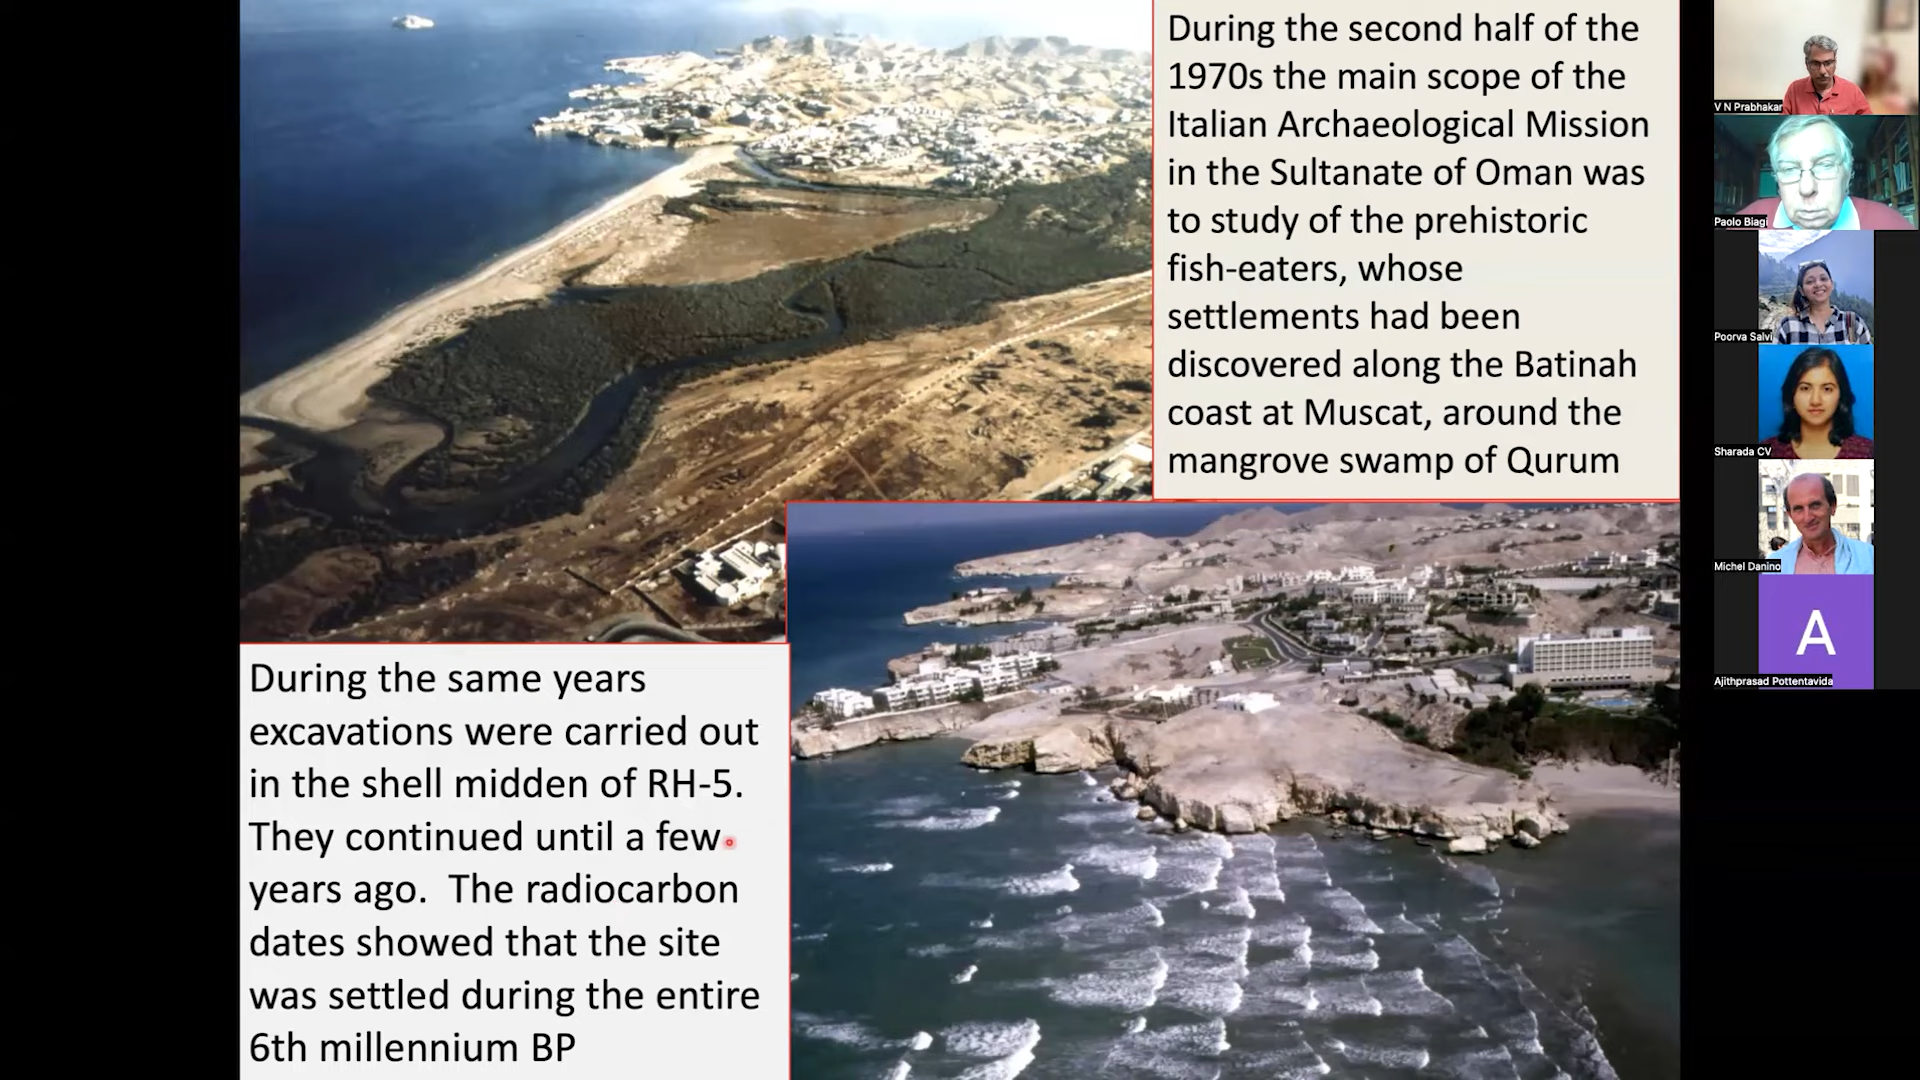 During the second half of the
1970s the main scope of the
Italian Archaeological Mission
in the Sultanate of Oman was
to study of the prehistoric
fish-eaters, whose
settlements had been
discovered along the Batinah
coast at Muscat, around the
mangrove swamp of Qurum
During the same years
excavations were carried out
in the shell midden of RH-5.
They continued until a few
years ago.  The radiocarbon
dates showed that the site
was settled during the entire
6th millennium BP
V N Prabhakar
Paolo Biagi
Poorva Salvi
Sharada CV
Michel Danino
A
Ajithprasad Pottentavida